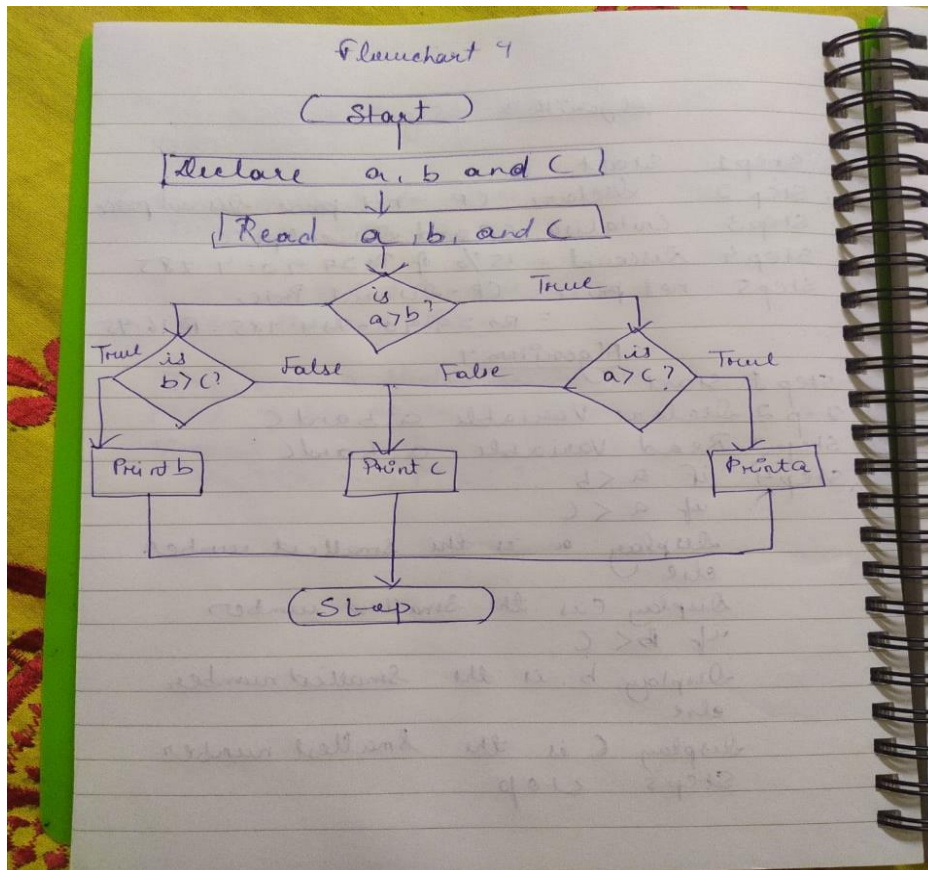 Flowchart 4
Start
Declare a, b and C
Read a, b, and C
is
a>b?
True
True
is
b>C?
False
False
is
a>C?
True
Print b
Print c
Print a
Stop